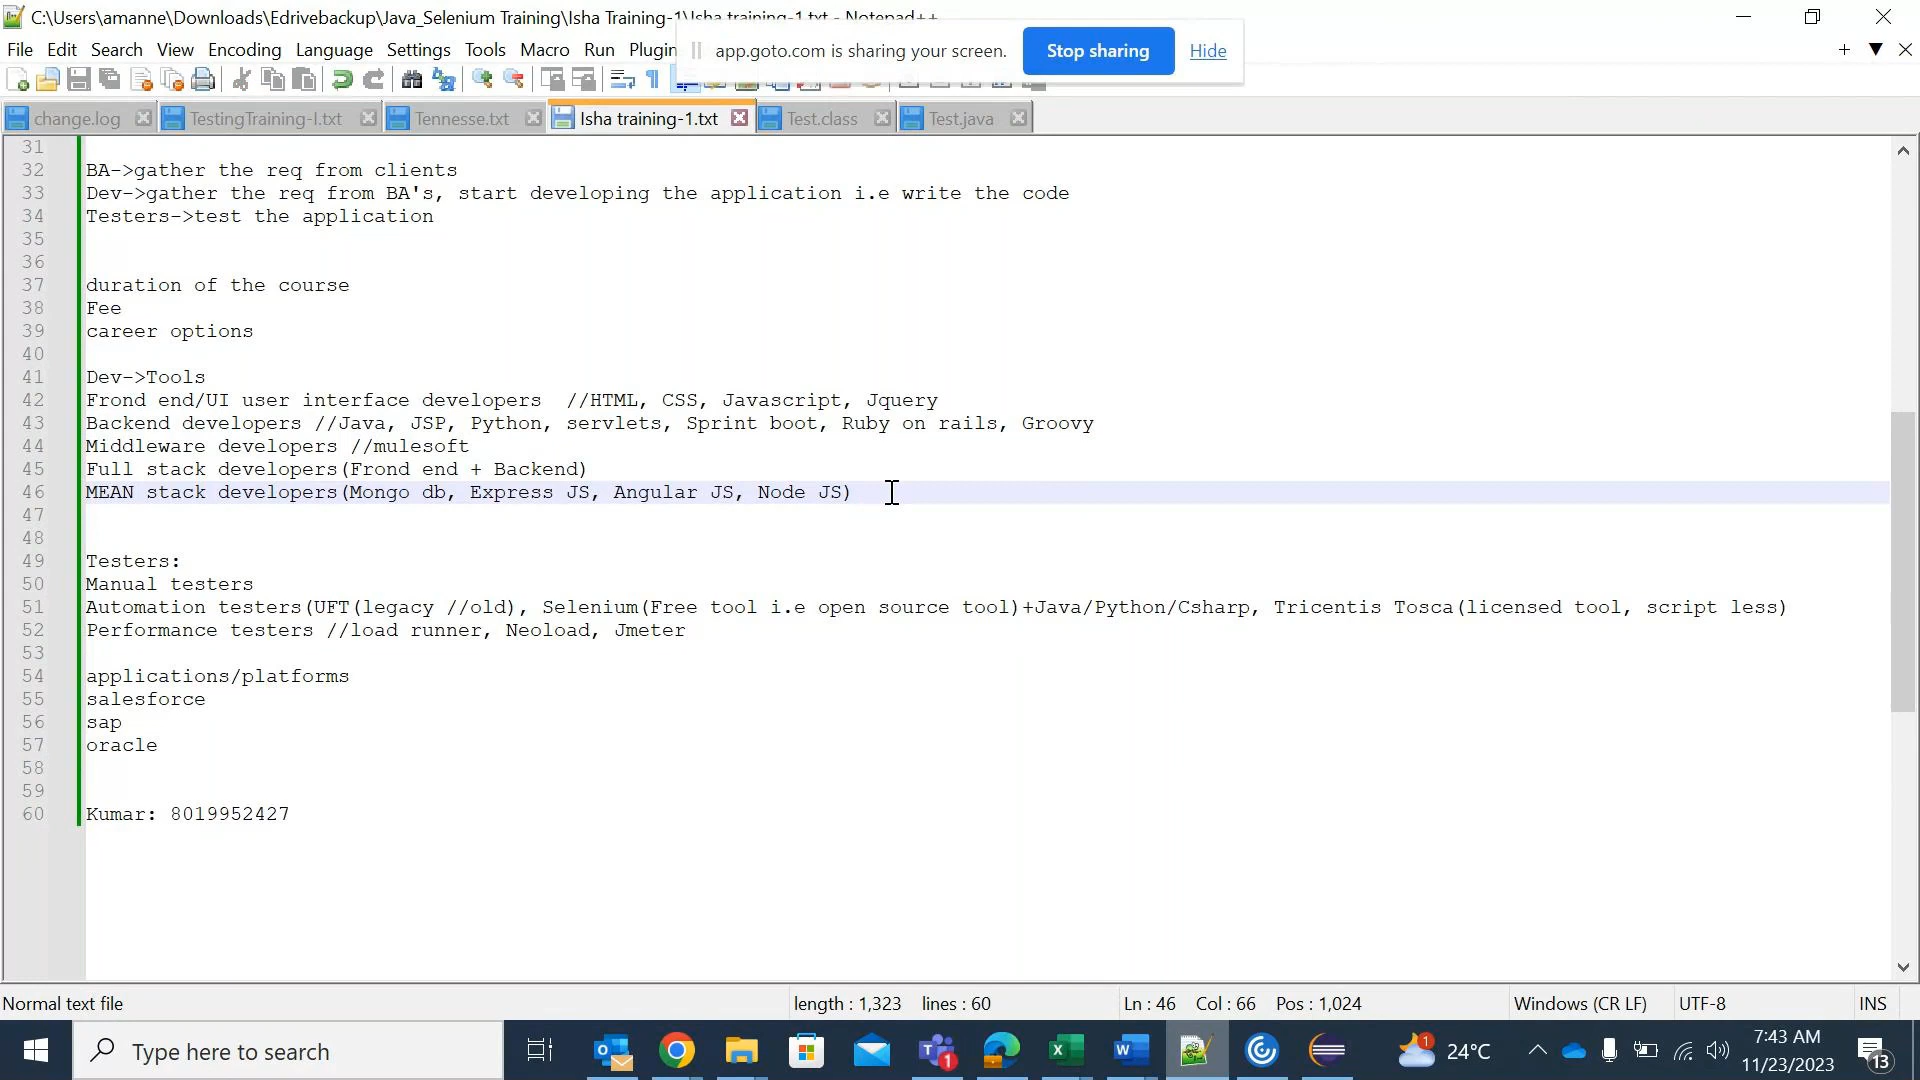 C:\Users\amanne\Downloads\Edrivebackup\Java_Selenium Training\Isha Training-1\Isha training-1.txt - Notepad++
File Edit Search View Encoding Language Settings Tools Macro Run Plugin
app.goto.com is sharing your screen. Stop sharing Hide
change.log TestingTraining-I.txt Tennesse.txt Isha training-1.txt Test.class Test.java
31
32 BA->gather the req from clients
33 Dev->gather the req from BA's, start developing the application i.e write the code
34 Testers->test the application
35
36
37 duration of the course
38 Fee
39 career options
40
41 Dev->Tools
42 Frond end/UI user interface developers //HTML, CSS, Javascript, Jquery
43 Backend developers //Java, JSP, Python, servlets, Sprint boot, Ruby on rails, Groovy
44 Middleware developers //mulesoft
45 Full stack developers(Frond end + Backend)
46 MEAN stack developers(Mongo db, Express JS, Angular JS, Node JS)
47
48
49 Testers:
50 Manual testers
51 Automation testers(UFT(legacy //old), Selenium(Free tool i.e open source tool)+Java/Python/Csharp, Tricentis Tosca(licensed tool, script less)
52 Performance testers //load runner, Neoload, Jmeter
53
54 applications/platforms
55 salesforce
56 sap
57 oracle
58
59
60 Kumar: 8019952427
Normal text file length : 1,323 lines : 60 Ln : 46 Col : 66 Pos : 1,024 Windows (CR LF) UTF-8 INS
Type here to search 1 1 24°C 7:43 AM
11/23/2023 13